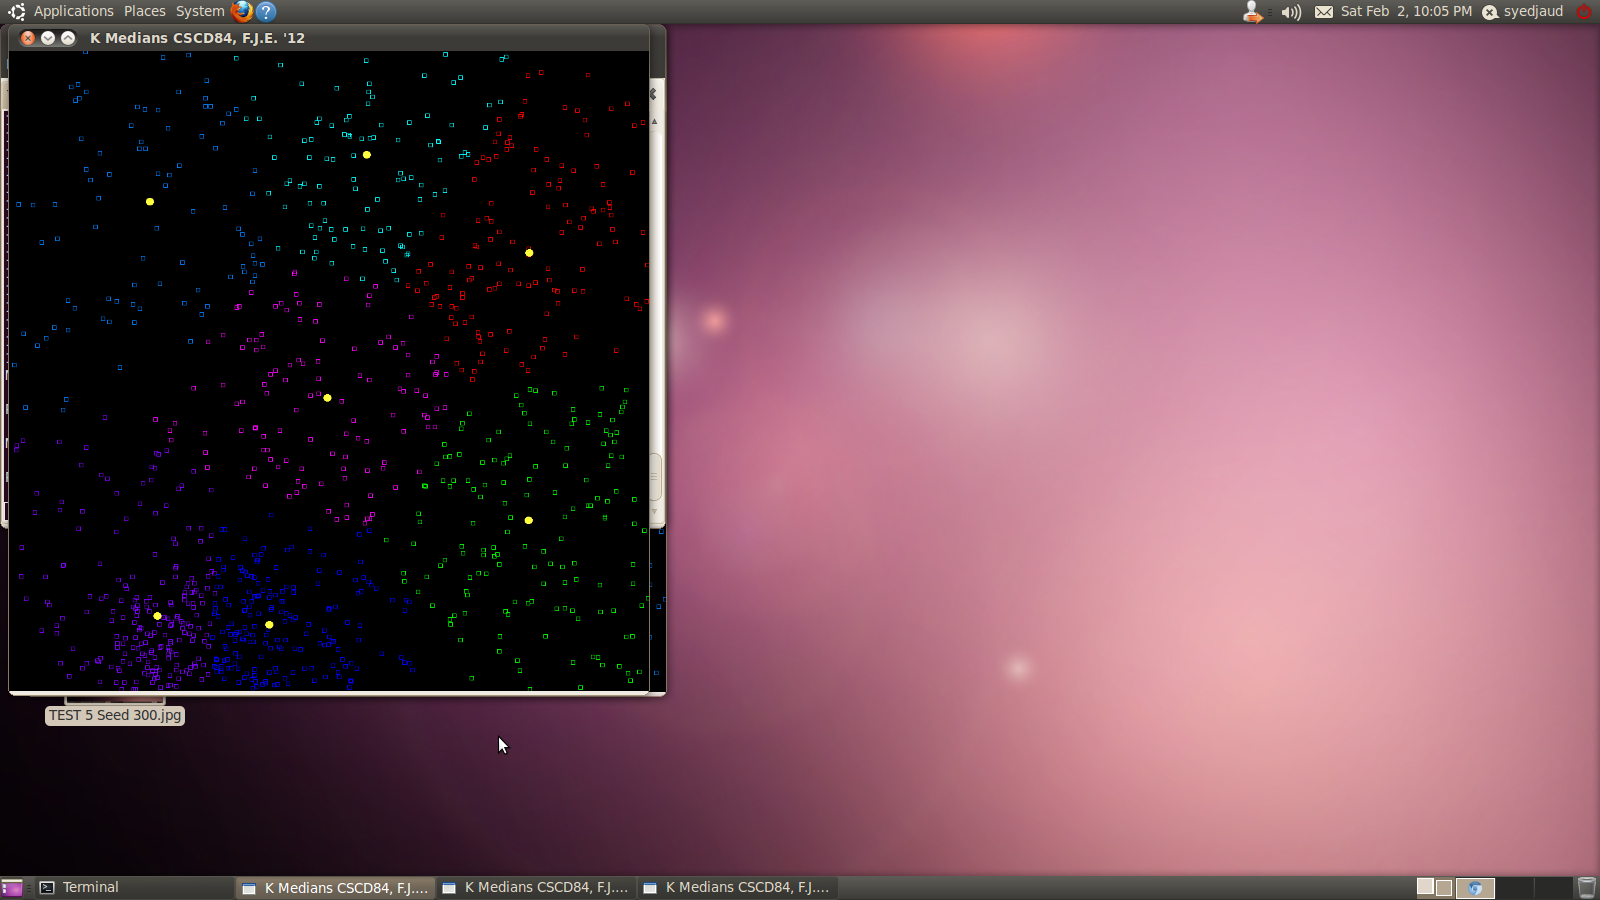 Applications Places System
Sat Feb 2, 10:05 PM
syedjaud
K Medians CSCD84, F.J.E. '12
TEST 5 Seed 300.jpg
Terminal
K Medians CSCD84, F.J....
K Medians CSCD84, F.J....
K Medians CSCD84, F.J....